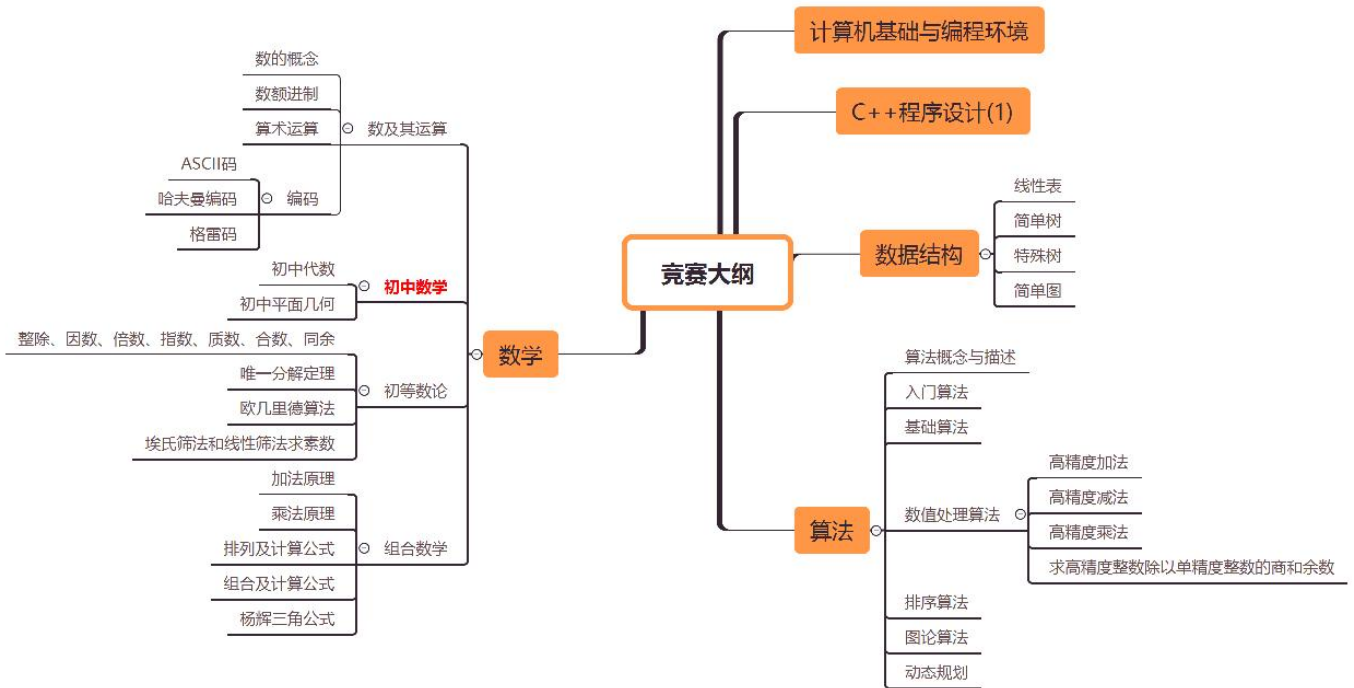 竞赛大纲
计算机基础与编程环境
C++程序设计(1)
数据结构
线性表
简单树
特殊树
简单图
算法
算法概念与描述
入门算法
基础算法
数值处理算法
高精度加法
高精度减法
高精度乘法
求高精度整数除以单精度整数的商和余数
排序算法
图论算法
动态规划
数学
数及其运算
数的概念
数额进制
算术运算
编码
ASCII码
哈夫曼编码
格雷码
初中数学
初中代数
初中平面几何
初等数论
整除、因数、倍数、指数、质数、合数、同余
唯一分解定理
欧几里德算法
埃氏筛法和线性筛法求素数
组合数学
加法原理
乘法原理
排列及计算公式
组合及计算公式
杨辉三角公式